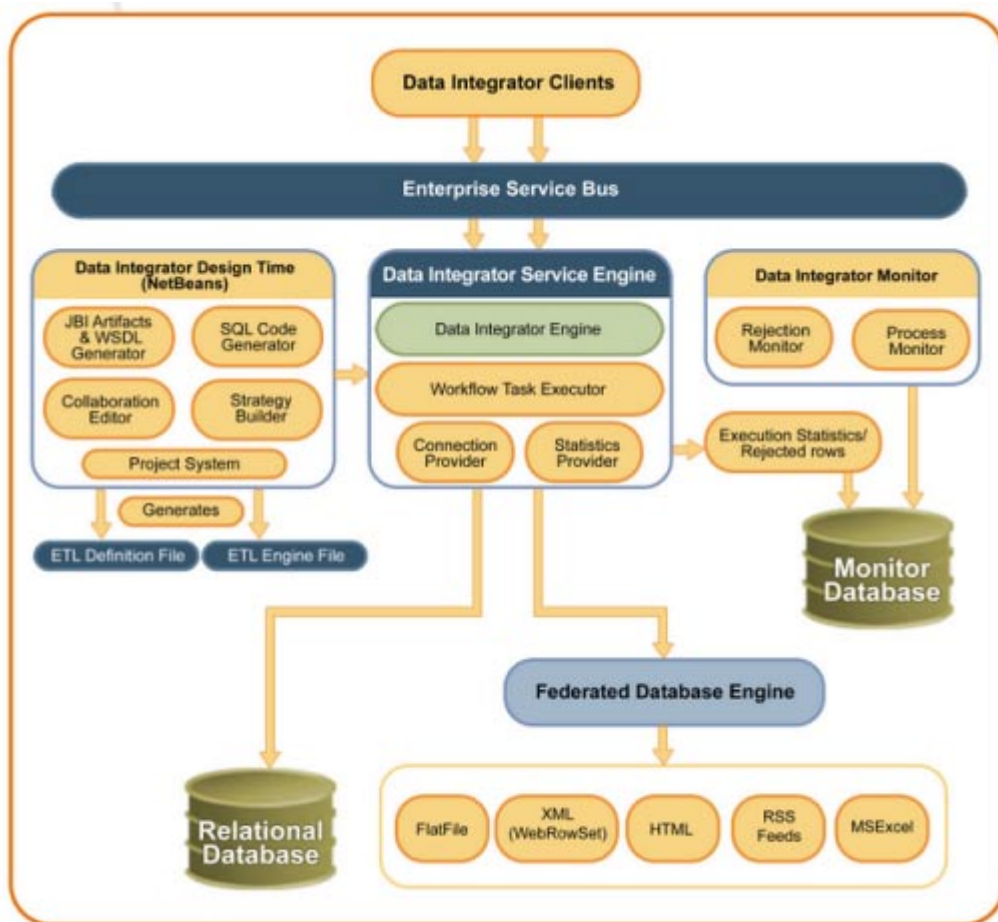 Data Integrator Clients
Enterprise Service Bus
Data Integrator Design Time
(NetBeans)
JBI Artifacts
& WSDL
Generator
SQL Code
Generator
Collaboration
Editor
Strategy
Builder
Project System
Generates
ETL Definition File
ETL Engine File
Data Integrator Service Engine
Data Integrator Engine
Workflow Task Executor
Connection
Provider
Statistics
Provider
Data Integrator Monitor
Rejection
Monitor
Process
Monitor
Execution Statistics/
Rejected rows
Monitor
Database
Federated Database Engine
Relational
Database
FlatFile
XML
(WebRowSet)
HTML
RSS
Feeds
MSExcel